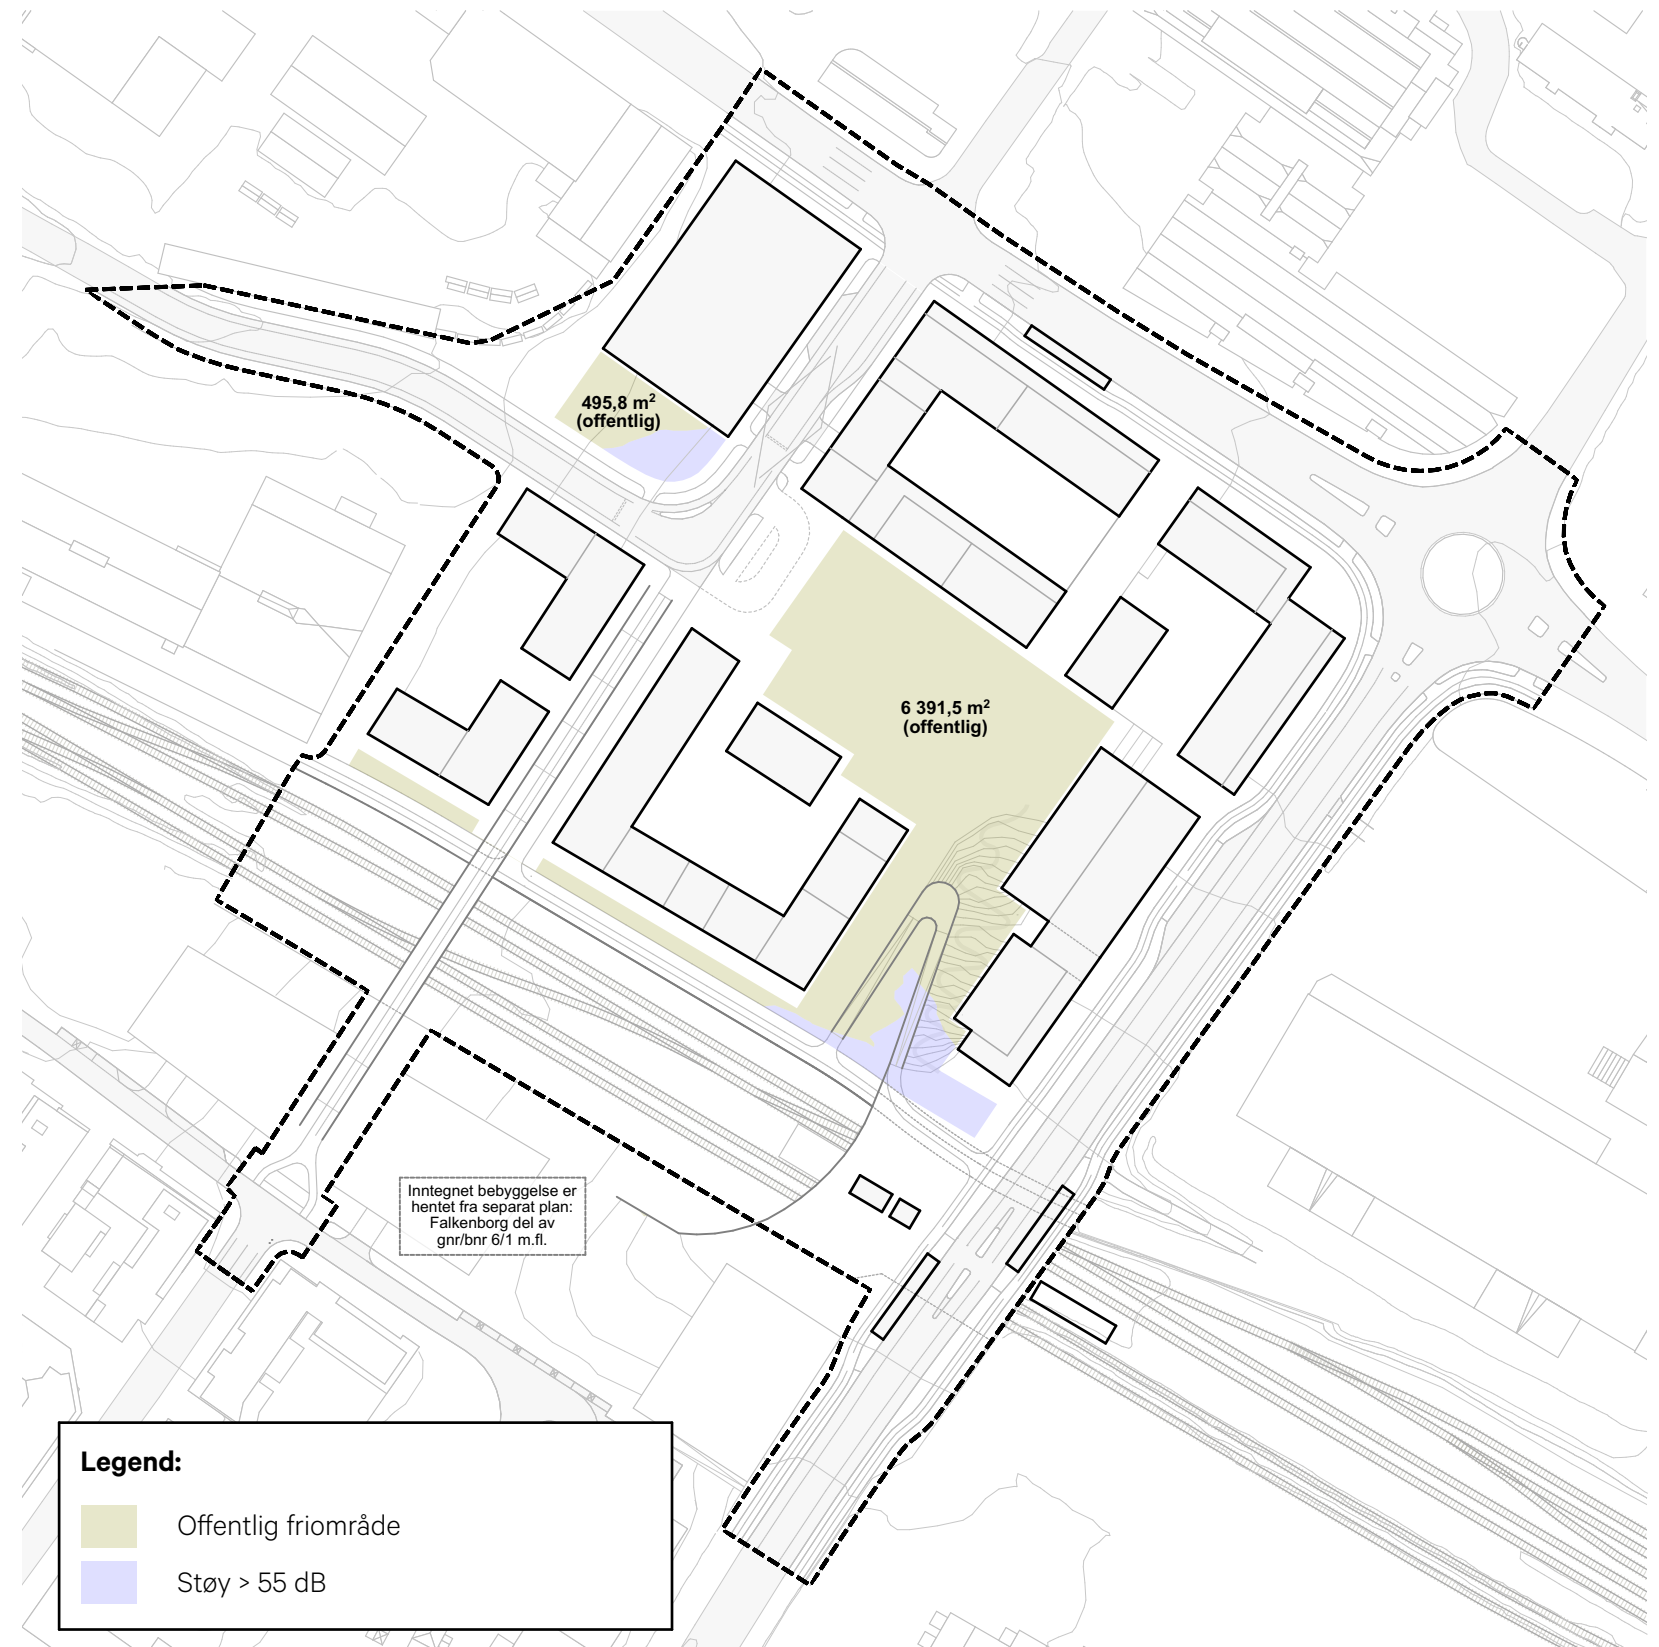 495,8 m²
(offentlig)
6 391,5 m²
(offentlig)
Inntegnet bebyggelse er
hentet fra separat plan:
Falkenborg del av
gnr/bnr 6/1 m.fl.
Legend:
Offentlig friområde
Støy > 55 dB